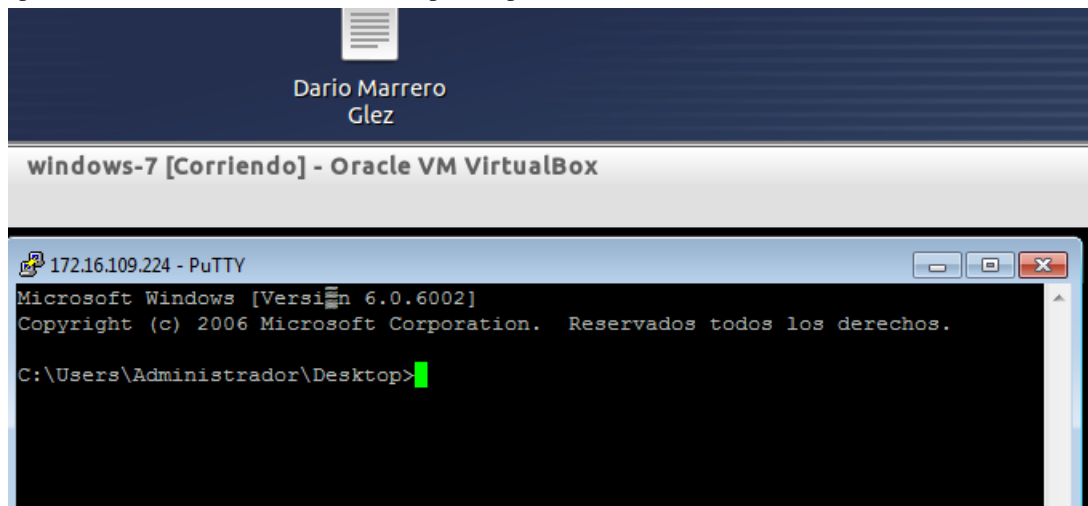 Dario Marrero
Glez
windows-7 [Corriendo] - Oracle VM VirtualBox
172.16.109.224 - PuTTY
Microsoft Windows [Versi▒n 6.0.6002]
Copyright (c) 2006 Microsoft Corporation.  Reservados todos los derechos.
C:\Users\Administrador\Desktop>